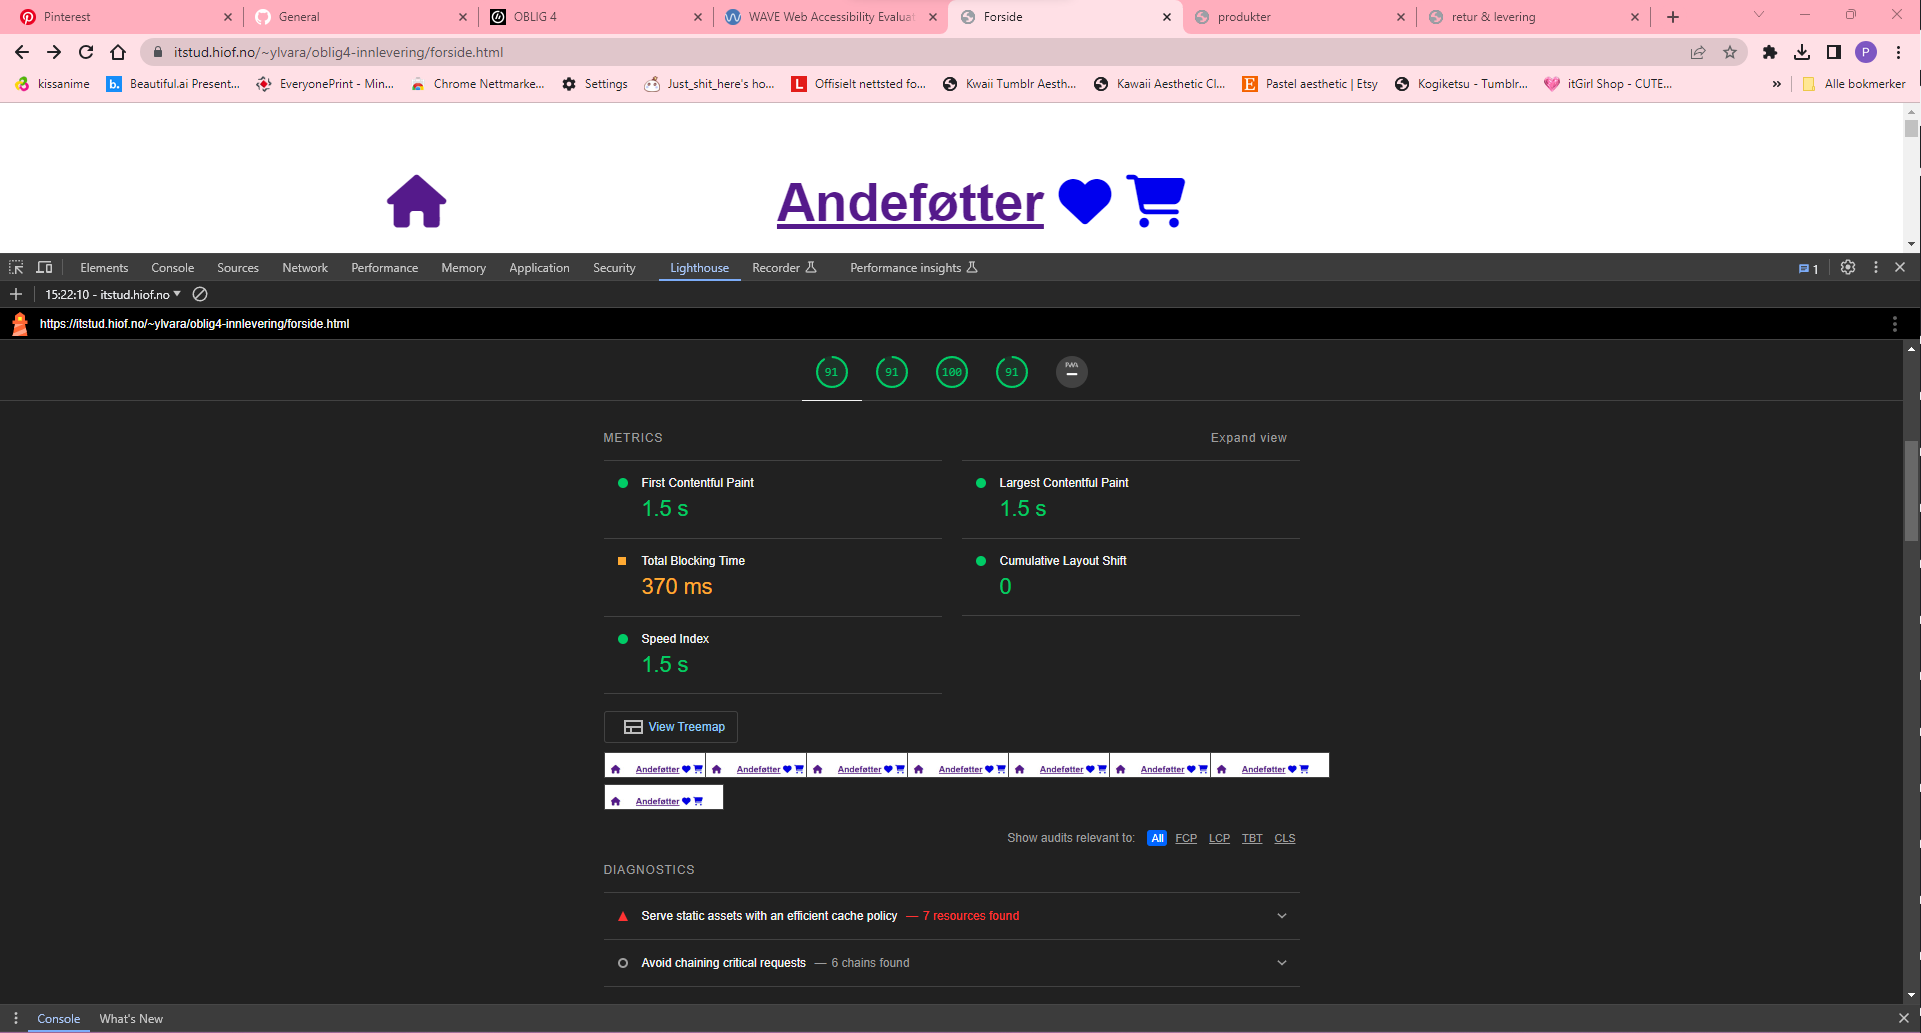 Pinterest
General
OBLIG 4
WAVE Web Accessibility Evaluat
Forside
produkter
retur & levering
itstud.hiof.no/~ylvara/oblig4-innlevering/forside.html
P
kissanime
b. Beautiful.ai Present...
EveryonePrint - Min...
Chrome Nettmarke...
Settings
Just_shit_here's ho...
L Offisielt nettsted fo...
Kwaii Tumblr Aesth...
Kawaii Aesthetic Cl...
E Pastel aesthetic | Etsy
Kogiketsu - Tumblr...
itGirl Shop - CUTE...
» Alle bokmerker
Andeføtter
Elements Console Sources Network Performance Memory Application Security Lighthouse Recorder Performance insights 1
15:22:10 - itstud.hiof.no
https://itstud.hiof.no/~ylvara/oblig4-innlevering/forside.html
91 91 100 91 PWA
METRICS
Expand view
First Contentful Paint
1.5 s
Largest Contentful Paint
1.5 s
Total Blocking Time
370 ms
Cumulative Layout Shift
0
Speed Index
1.5 s
View Treemap
Andeføtter Andeføtter Andeføtter Andeføtter Andeføtter Andeføtter Andeføtter
Andeføtter
Show audits relevant to: All FCP LCP TBT CLS
DIAGNOSTICS
Serve static assets with an efficient cache policy — 7 resources found
Avoid chaining critical requests — 6 chains found
Console What's New